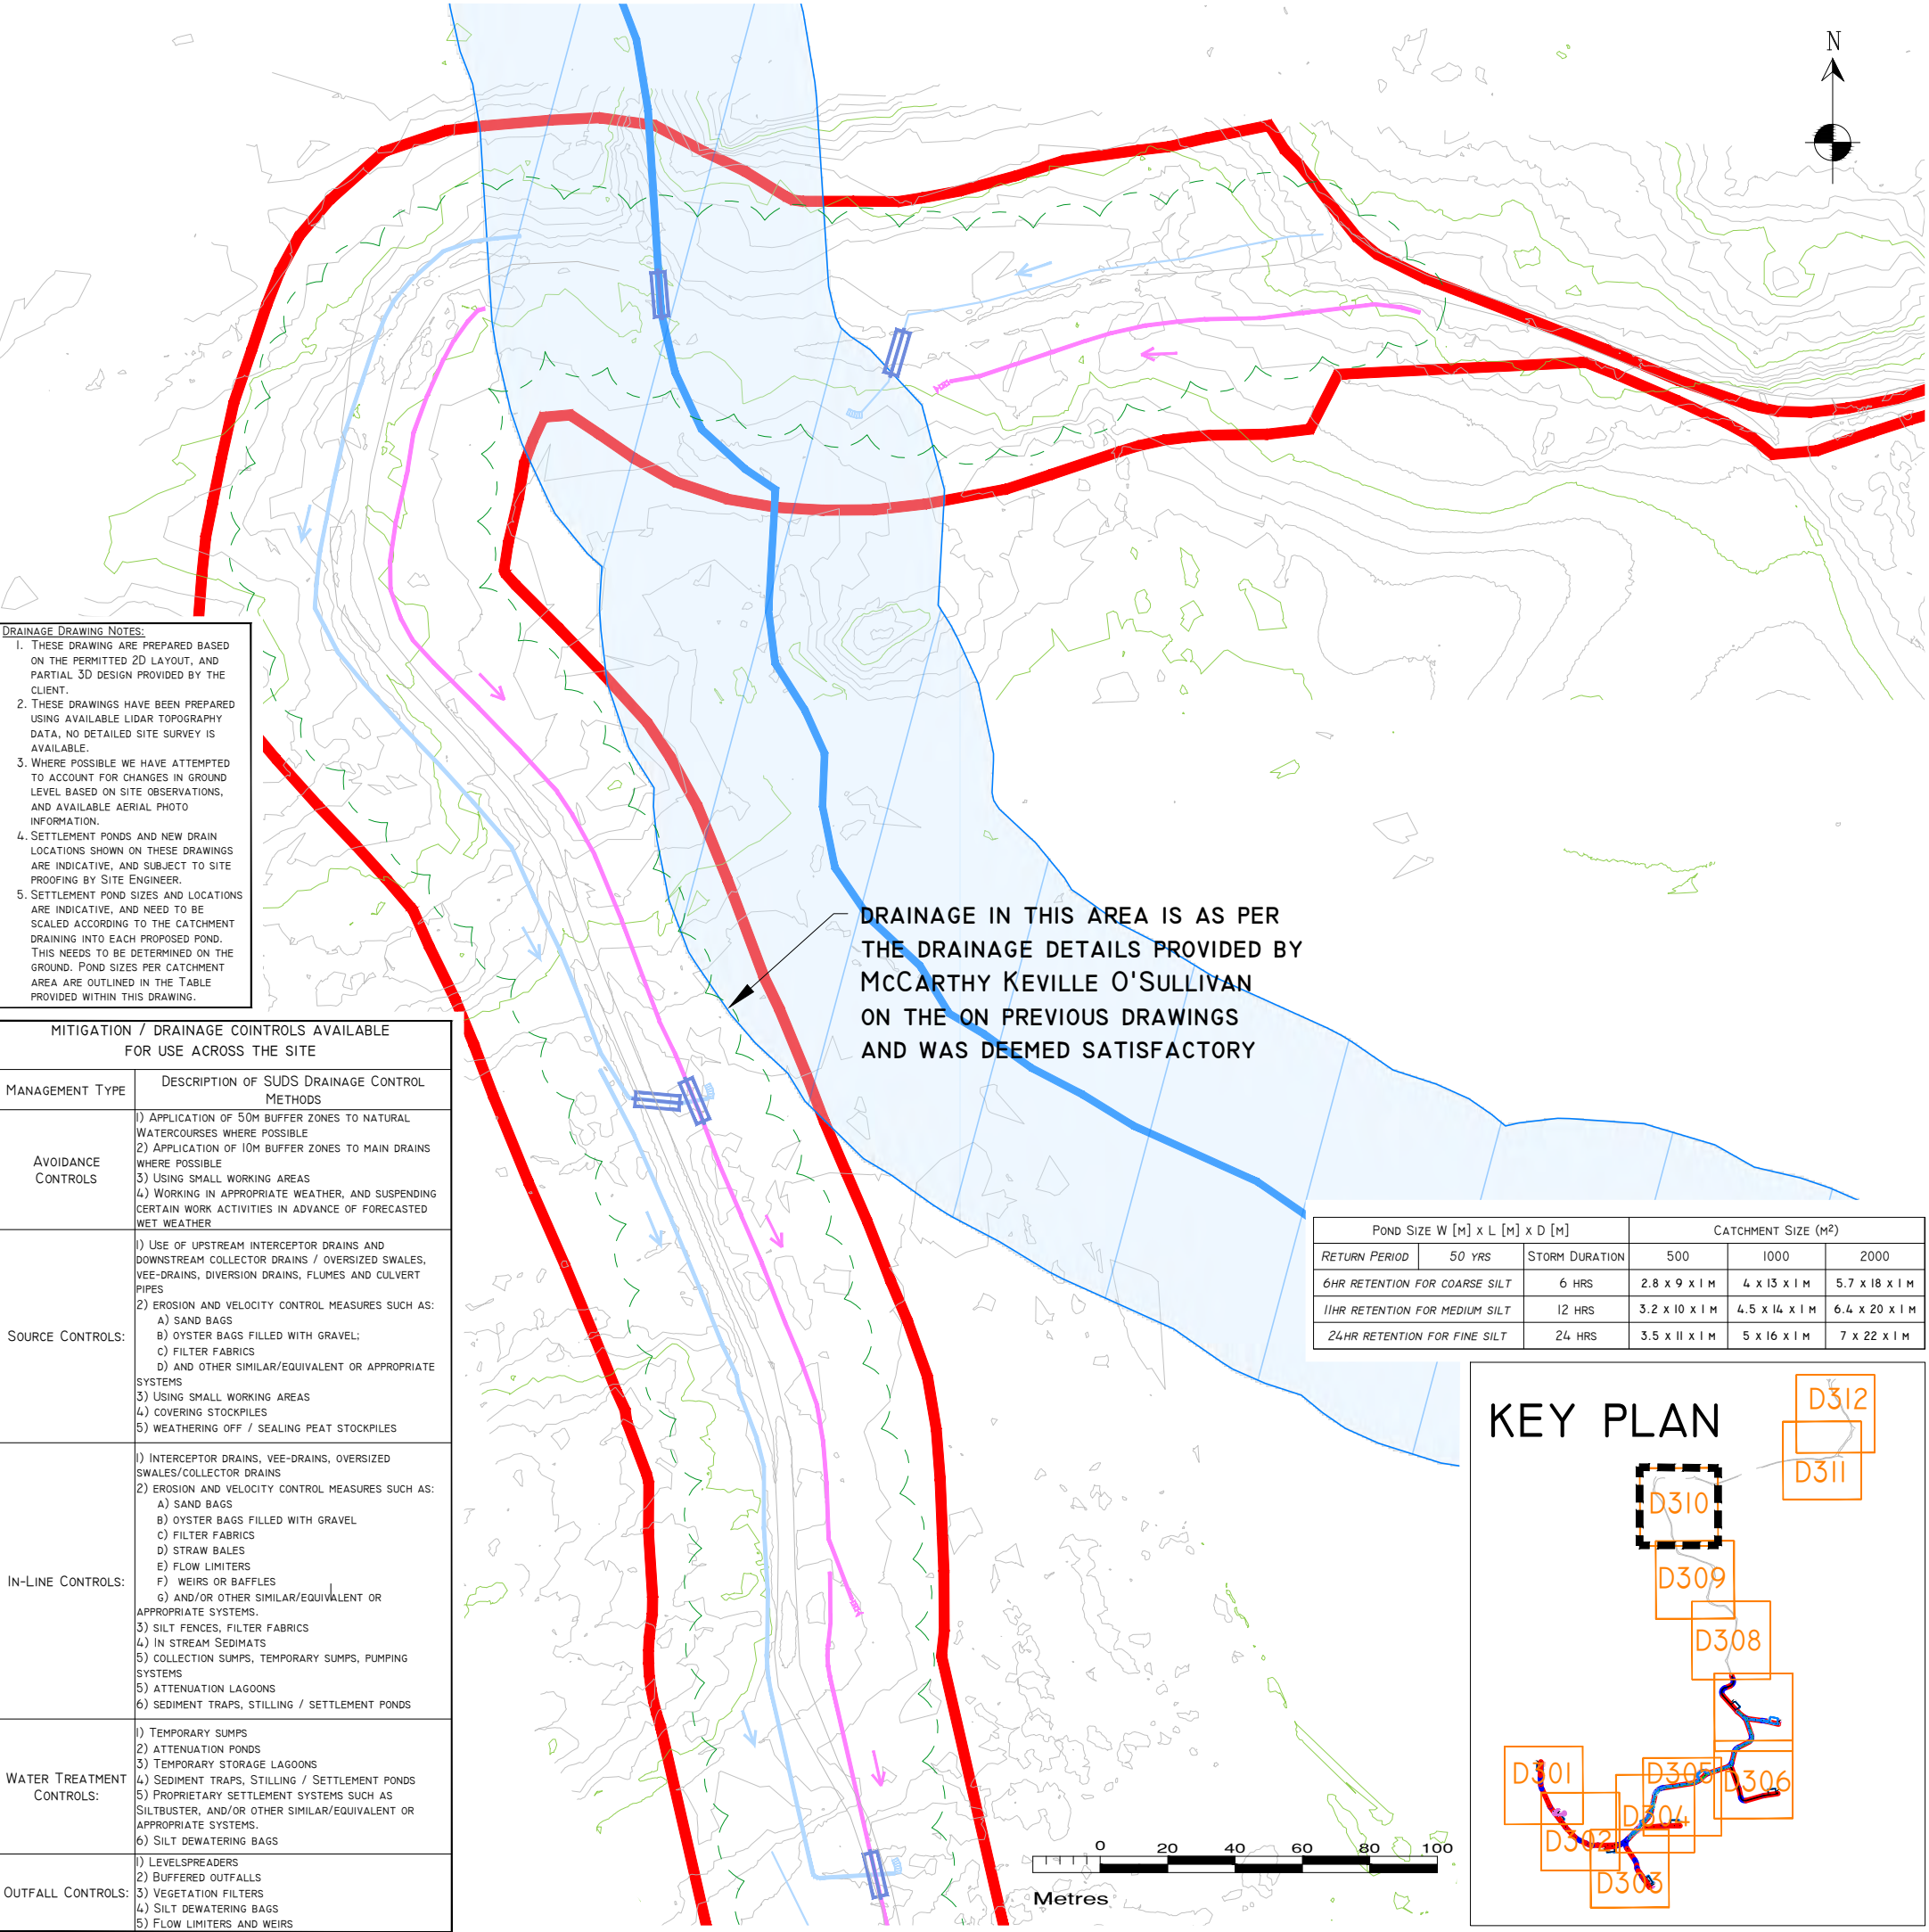 N
DRAINAGE DRAWING NOTES:
1. THESE DRAWING ARE PREPARED BASED
ON THE PERMITTED 2D LAYOUT, AND
PARTIAL 3D DESIGN PROVIDED BY THE
CLIENT.
2. THESE DRAWINGS HAVE BEEN PREPARED
USING AVAILABLE LIDAR TOPOGRAPHY
DATA, NO DETAILED SITE SURVEY IS
AVAILABLE.
3. WHERE POSSIBLE WE HAVE ATTEMPTED
TO ACCOUNT FOR CHANGES IN GROUND
LEVEL BASED ON SITE OBSERVATIONS,
AND AVAILABLE AERIAL PHOTO
INFORMATION.
4. SETTLEMENT PONDS AND NEW DRAIN
LOCATIONS SHOWN ON THESE DRAWINGS
ARE INDICATIVE, AND SUBJECT TO SITE
PROOFING BY SITE ENGINEER.
5. SETTLEMENT POND SIZES AND LOCATIONS
ARE INDICATIVE, AND NEED TO BE
SCALED ACCORDING TO THE CATCHMENT
DRAINING INTO EACH PROPOSED POND.
THIS NEEDS TO BE DETERMINED ON THE
GROUND. POND SIZES PER CATCHMENT
AREA ARE OUTLINED IN THE TABLE
PROVIDED WITHIN THIS DRAWING.
DRAINAGE IN THIS AREA IS AS PER
THE DRAINAGE DETAILS PROVIDED BY
McCARTHY KEVILLE O'SULLIVAN
ON THE ON PREVIOUS DRAWINGS
AND WAS DEEMED SATISFACTORY
MITIGATION / DRAINAGE COINTROLS AVAILABLE
FOR USE ACROSS THE SITE
MANAGEMENT TYPE
DESCRIPTION OF SUDS DRAINAGE CONTROL
METHODS
AVOIDANCE
CONTROLS
1) APPLICATION OF 50M BUFFER ZONES TO NATURAL
WATERCOURSES WHERE POSSIBLE
2) APPLICATION OF 10M BUFFER ZONES TO MAIN DRAINS
WHERE POSSIBLE
3) USING SMALL WORKING AREAS
4) WORKING IN APPROPRIATE WEATHER, AND SUSPENDING
CERTAIN WORK ACTIVITIES IN ADVANCE OF FORECASTED
WET WEATHER
SOURCE CONTROLS:
1) USE OF UPSTREAM INTERCEPTOR DRAINS AND
DOWNSTREAM COLLECTOR DRAINS / OVERSIZED SWALES,
VEE-DRAINS, DIVERSION DRAINS, FLUMES AND CULVERT
PIPES
2) EROSION AND VELOCITY CONTROL MEASURES SUCH AS:
A) SAND BAGS
B) OYSTER BAGS FILLED WITH GRAVEL;
C) FILTER FABRICS
D) AND OTHER SIMILAR/EQUIVALENT OR APPROPRIATE
SYSTEMS
3) USING SMALL WORKING AREAS
4) COVERING STOCKPILES
5) WEATHERING OFF / SEALING PEAT STOCKPILES
IN-LINE CONTROLS:
1) INTERCEPTOR DRAINS, VEE-DRAINS, OVERSIZED
SWALES/COLLECTOR DRAINS
2) EROSION AND VELOCITY CONTROL MEASURES SUCH AS:
A) SAND BAGS
B) OYSTER BAGS FILLED WITH GRAVEL
C) FILTER FABRICS
D) STRAW BALES
E) FLOW LIMITERS
F) WEIRS OR BAFFLES
G) AND/OR OTHER SIMILAR/EQUIVALENT OR
APPROPRIATE SYSTEMS.
3) SILT FENCES, FILTER FABRICS
4) IN STREAM SEDIMATS
5) COLLECTION SUMPS, TEMPORARY SUMPS, PUMPING
SYSTEMS
5) ATTENUATION LAGOONS
6) SEDIMENT TRAPS, STILLING / SETTLEMENT PONDS
WATER TREATMENT
CONTROLS:
1) TEMPORARY SUMPS
2) ATTENUATION PONDS
3) TEMPORARY STORAGE LAGOONS
4) SEDIMENT TRAPS, STILLING / SETTLEMENT PONDS
5) PROPRIETARY SETTLEMENT SYSTEMS SUCH AS
SILTBUSTER, AND/OR OTHER SIMILAR/EQUIVALENT OR
APPROPRIATE SYSTEMS.
6) SILT DEWATERING BAGS
OUTFALL CONTROLS:
1) LEVELSPREADERS
2) BUFFERED OUTFALLS
3) VEGETATION FILTERS
4) SILT DEWATERING BAGS
5) FLOW LIMITERS AND WEIRS
POND SIZE W [M] X L [M] X D [M] CATCHMENT SIZE (M²)
RETURN PERIOD 50 YRS STORM DURATION 500 1000 2000
6HR RETENTION FOR COARSE SILT 6 HRS 2.8 X 9 X 1 M 4 X 13 X 1 M 5.7 X 18 X 1 M
11HR RETENTION FOR MEDIUM SILT 12 HRS 3.2 X 10 X 1 M 4.5 X 14 X 1 M 6.4 X 20 X 1 M
24HR RETENTION FOR FINE SILT 24 HRS 3.5 X 11 X 1 M 5 X 16 X 1 M 7 X 22 X 1 M
KEY PLAN
D312
D311
D310
D309
D308
D301
D305
D306
D304
D302
D303
0 20 40 60 80 100
Metres